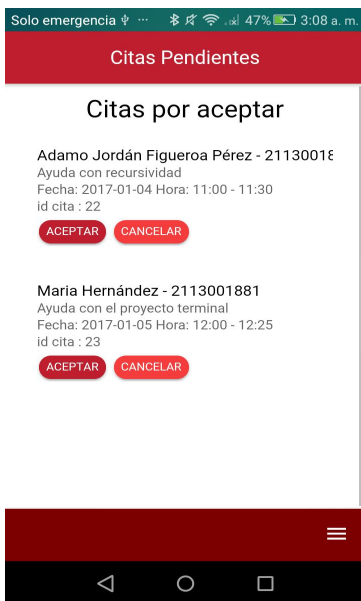 Solo emergencia ... 47% 3:08 a. m.
Citas Pendientes
Citas por aceptar
Adamo Jordán Figueroa Pérez - 2113001
Ayuda con recursividad
Fecha: 2017-01-04 Hora: 11:00 - 11:30
id cita : 22
ACEPTAR CANCELAR
Maria Hernández - 2113001881
Ayuda con el proyecto terminal
Fecha: 2017-01-05 Hora: 12:00 - 12:25
id cita : 23
ACEPTAR CANCELAR